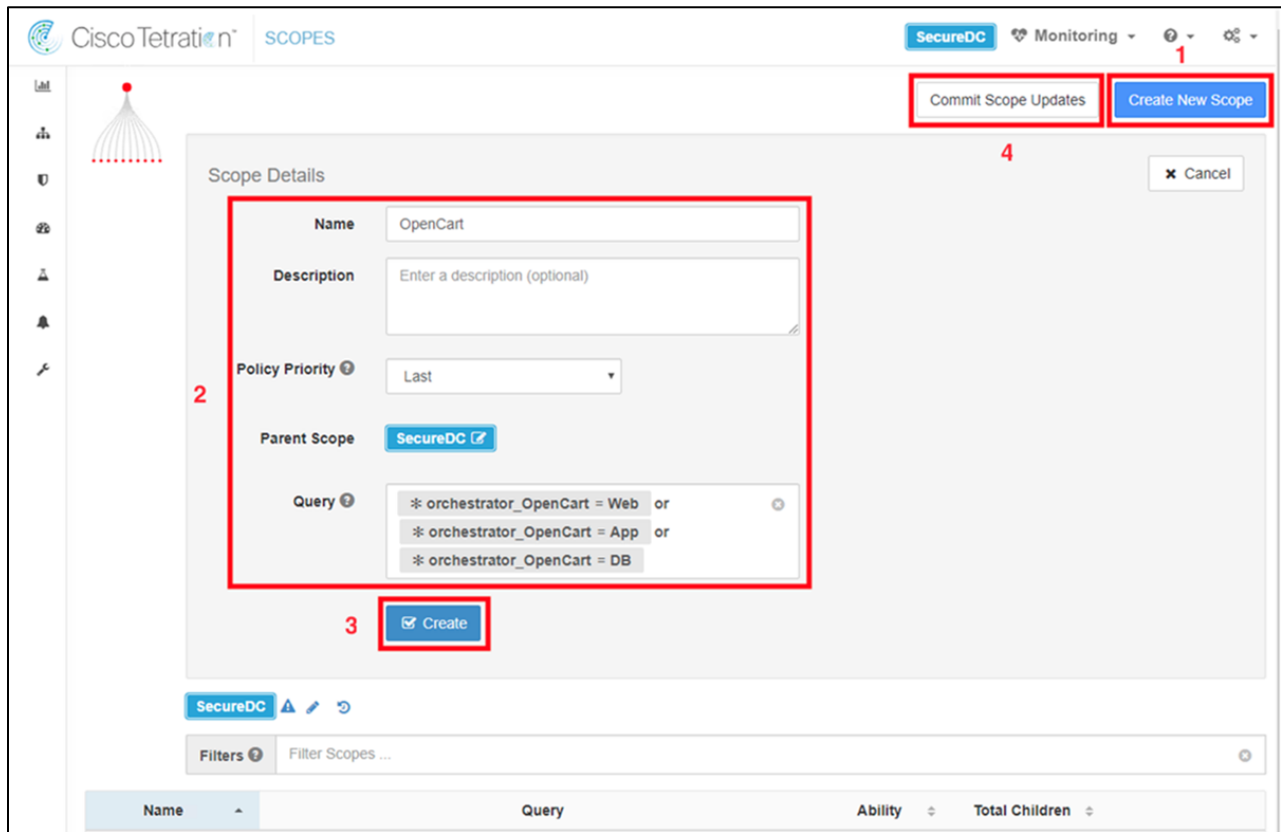 Cisco Tetration™ SCOPES SecureDC Monitoring
1
Commit Scope Updates Create New Scope
4
Scope Details × Cancel
Name OpenCart
Description Enter a description (optional)
Policy Priority Last
2
Parent Scope SecureDC
Query * orchestrator_OpenCart = Web or
* orchestrator_OpenCart = App or
* orchestrator_OpenCart = DB
3 Create
SecureDC
Filters Filter Scopes ...
Name Query Ability Total Children